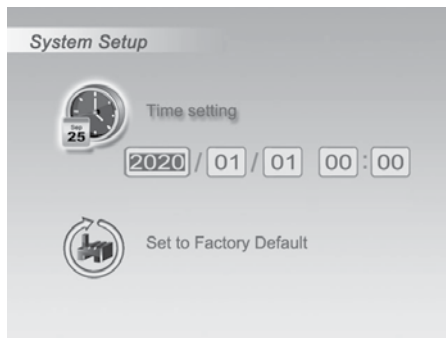 System Setup
Time setting
Sep
25
2020 / 01 / 01 00 : 00
Set to Factory Default